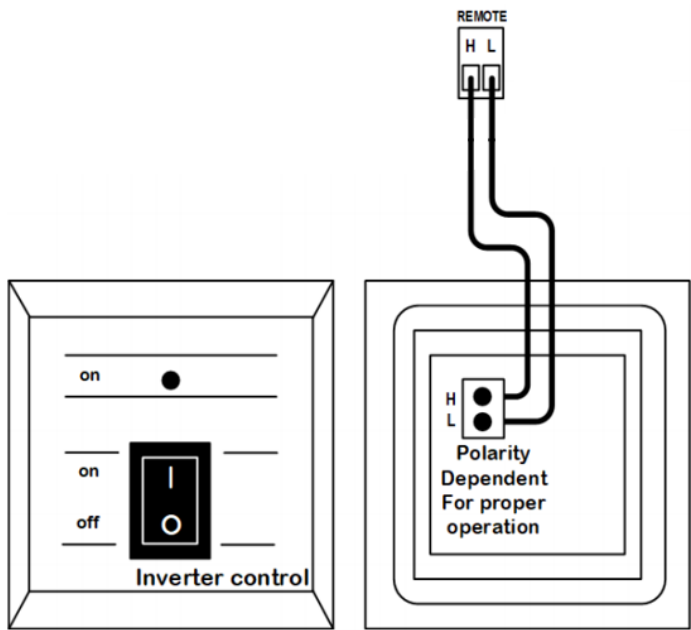 REMOTE
H L
on
on
I
O
off
Inverter control
H
L
Polarity
Dependent
For proper
operation